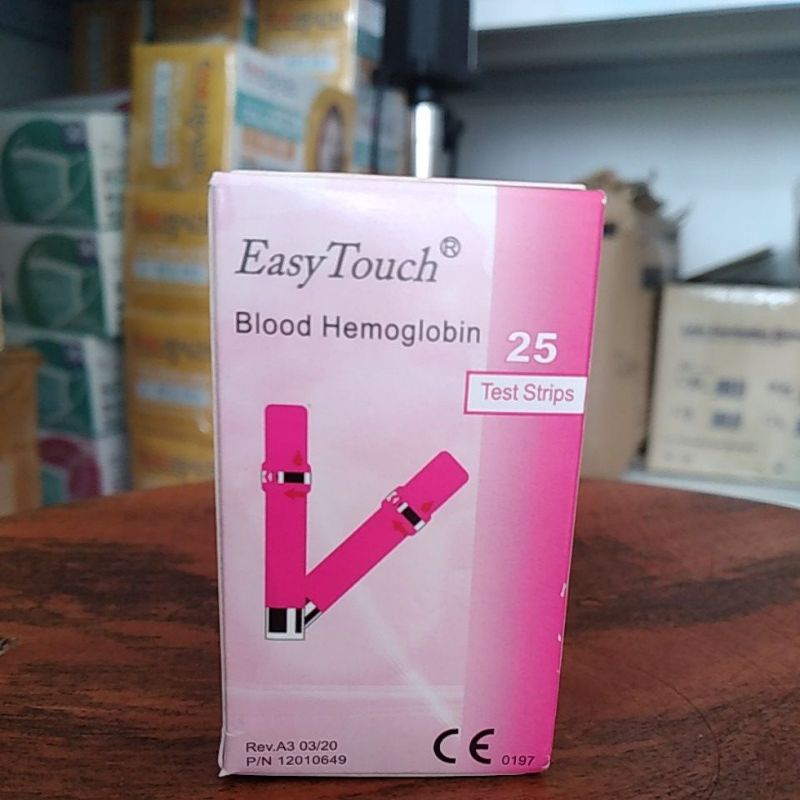 EasyTouch®
Blood Hemoglobin
25
Test Strips
Rev.A3 03/20
P/N 12010649
CE 0197